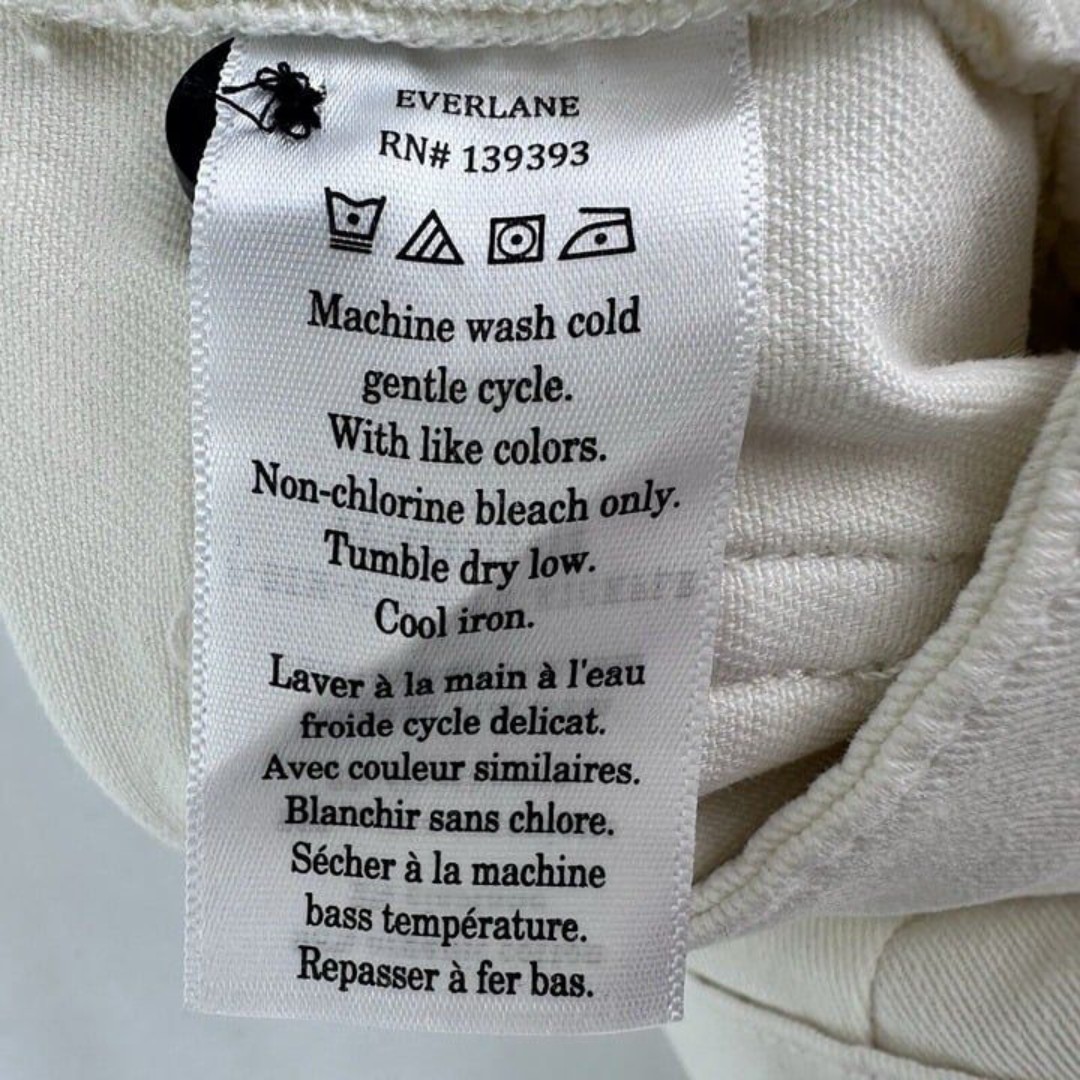 EVERLANE
RN# 139393
Machine wash cold
gentle cycle.
With like colors.
Non-chlorine bleach only.
Tumble dry low.
Cool iron.
Laver à la main à l'eau
froide cycle delicat.
Avec couleur similaires.
Blanchir sans chlore.
Sécher à la machine
bass température.
Repasser à fer bas.